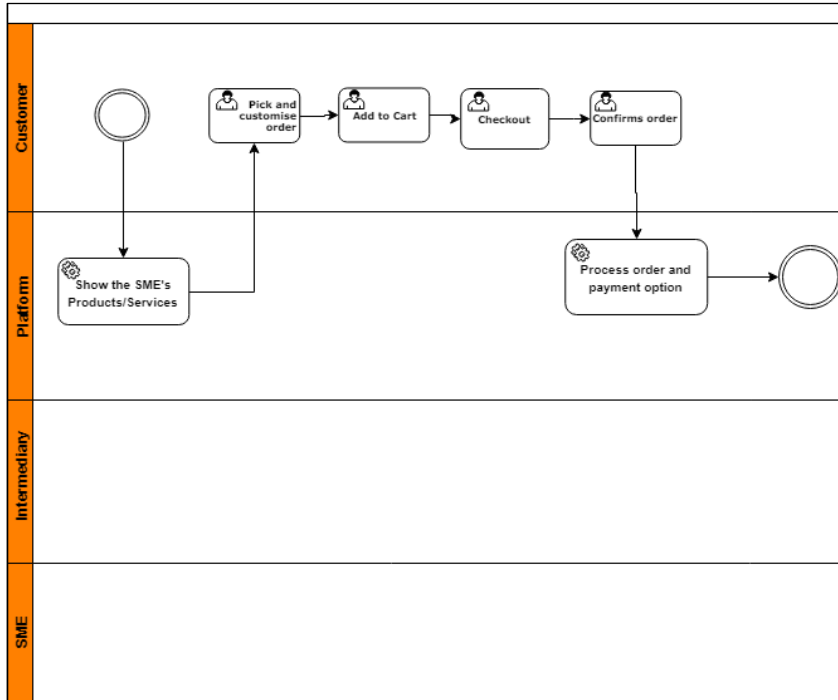 Customer
Pick and
customise
order
Add to Cart
Checkout
Confirms order
Platform
Show the SME's
Products/Services
Process order and
payment option
Intermediary
SME